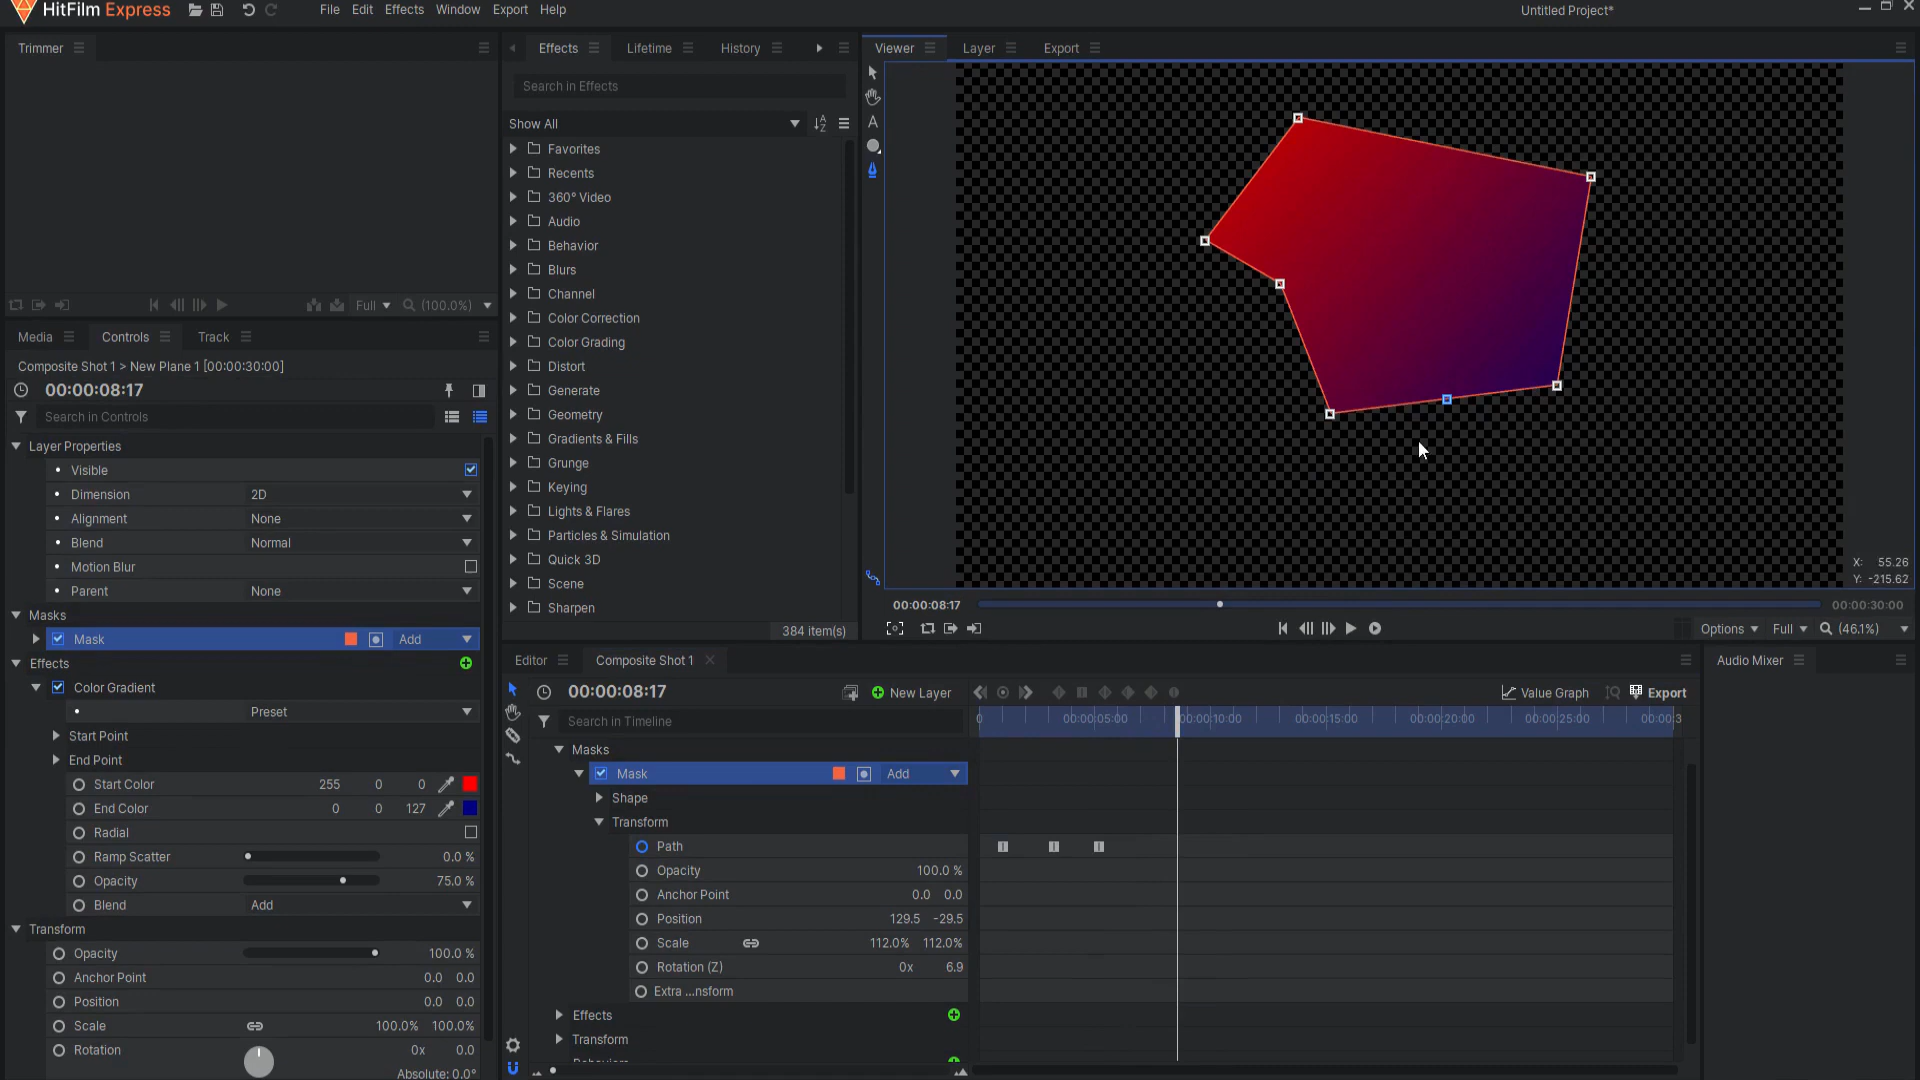 HitFilm Express
File Edit Effects Window Export Help
Untitled Project*
Trimmer
Full (100.0%)
Media Controls Track
Composite Shot 1 > New Plane 1 [00:00:30:00]
00:00:08:17
Search in Controls
Layer Properties
Visible
Dimension 2D
Alignment None
Blend Normal
Motion Blur
Parent None
Masks
Mask Add
Effects
Color Gradient
Preset
Start Point
End Point
Start Color 255 0 0
End Color 0 0 127
Radial
Ramp Scatter 0.0 %
Opacity 75.0 %
Blend Add
Transform
Opacity 100.0 %
Anchor Point 0.0 0.0
Position 0.0 0.0
Scale 100.0% 100.0%
Rotation 0x 0.0
Absolute: 0.0°
Effects Lifetime History
Search in Effects
Show All
Favorites
Recents
360° Video
Audio
Behavior
Blurs
Channel
Color Correction
Color Grading
Distort
Generate
Geometry
Gradients & Fills
Grunge
Keying
Lights & Flares
Particles & Simulation
Quick 3D
Scene
Sharpen
384 item(s)
Viewer Layer Export
A
X: 55.26
Y: -215.62
00:00:08:17 00:00:30:00
Options Full (46.1%)
Editor Composite Shot 1
00:00:08:17 New Layer Value Graph Export
Search in Timeline
0 00:00:05:00 00:00:10:00 00:00:15:00 00:00:20:00 00:00:25:00 00:00:3
Masks
Mask Add
Shape
Transform
Path
Opacity 100.0 %
Anchor Point 0.0 0.0
Position 129.5 -29.5
Scale 112.0% 112.0%
Rotation (Z) 0x 6.9
Extra ...nsform
Effects
Transform
Audio Mixer